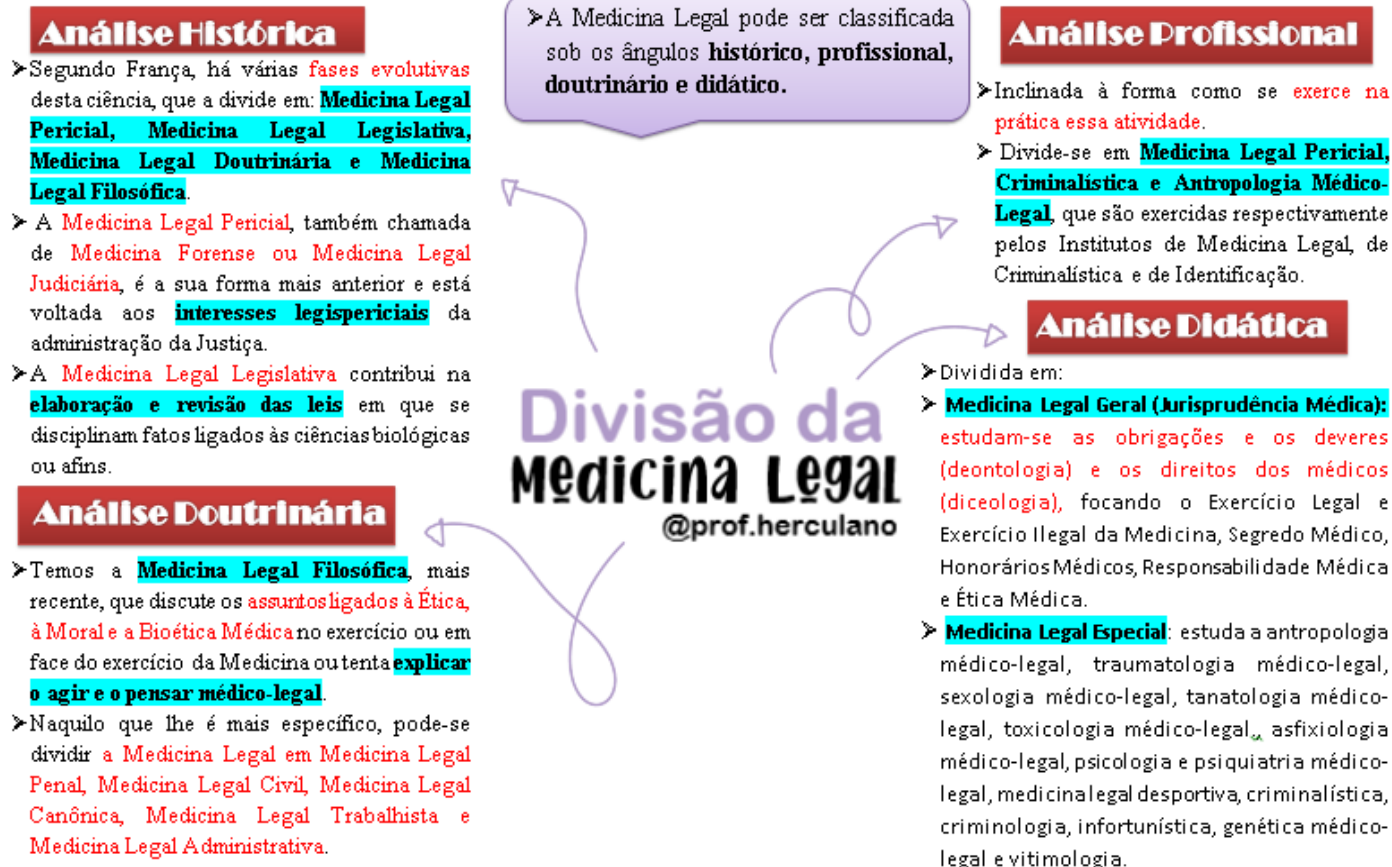 ➤A Medicina Legal pode ser classificada
sob os ângulos histórico, profissional,
doutrinário e didático.
Análise Histórica
➤Segundo França, há várias fases evolutivas
desta ciência, que a divide em: Medicina Legal
Pericial, Medicina Legal Legislativa,
Medicina Legal Doutrinária e Medicina
Legal Filosófica.
➤ A Medicina Legal Pericial, também chamada
de Medicina Forense ou Medicina Legal
Judiciária, é a sua forma mais anterior e está
voltada aos interesses legispericiais da
administração da Justiça.
➤A Medicina Legal Legislativa contribui na
elaboração e revisão das leis em que se
disciplinam fatos ligados às ciências biológicas
ou afins.
Análise Doutrinária
➤Temos a Medicina Legal Filosófica, mais
recente, que discute os assuntos ligados à Ética,
à Moral e a Bioética Médica no exercício ou em
face do exercício da Medicina ou tenta explicar
o agir e o pensar médico-legal.
➤Naquilo que lhe é mais específico, pode-se
dividir a Medicina Legal em Medicina Legal
Penal, Medicina Legal Civil, Medicina Legal
Canônica, Medicina Legal Trabalhista e
Medicina Legal Administrativa.
Divisão da
Medicina Legal
@prof.herculano
Análise Profissional
➤Inclinada à forma como se exerce na
prática essa atividade.
➤ Divide-se em Medicina Legal Pericial,
Criminalística e Antropologia Médico-
Legal, que são exercidas respectivamente
pelos Institutos de Medicina Legal, de
Criminalística e de Identificação.
Análise Didática
➤Dividida em:
➤ Medicina Legal Geral (Jurisprudência Médica):
estudam-se as obrigações e os deveres
(deontologia) e os direitos dos médicos
(diceologia), focando o Exercício Legal e
Exercício Ilegal da Medicina, Segredo Médico,
Honorários Médicos, Responsabilidade Médica
e Ética Médica.
➤ Medicina Legal Especial: estuda a antropologia
médico-legal, traumatologia médico-legal,
sexologia médico-legal, tanatologia médico-
legal, toxicologia médico-legal, asfixiologia
médico-legal, psicologia e psiquiatria médico-
legal, medicina legal desportiva, criminalística,
criminologia, infortunística, genética médico-
legal e vitimologia.